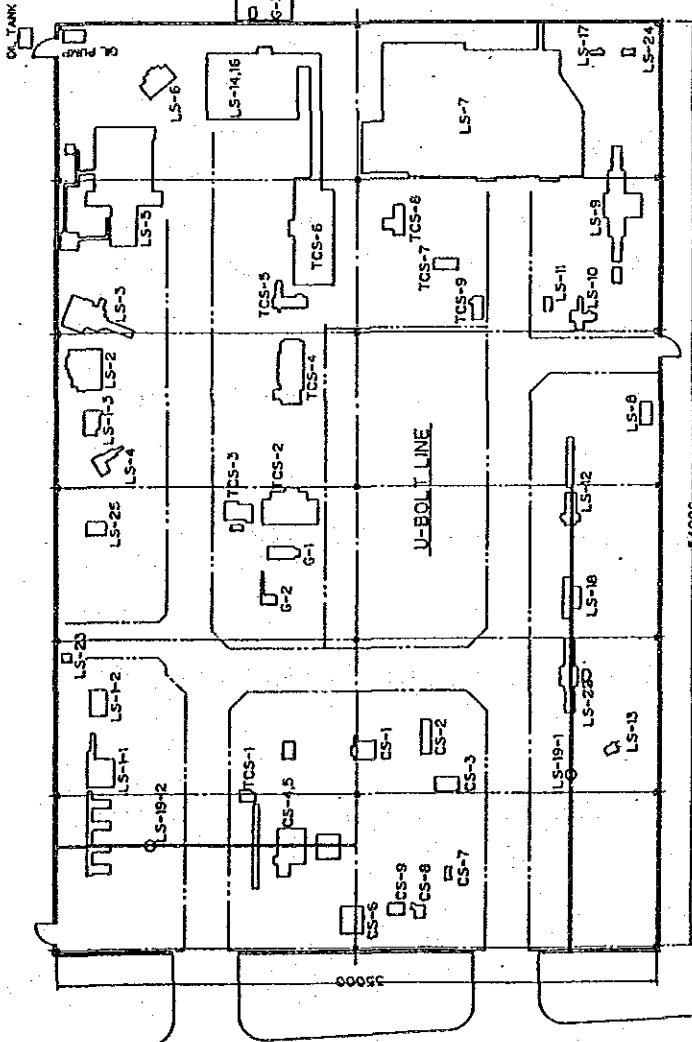 OIL TANK
OIL PUMP
G-
LS-6
LS-14,16
LS-7
LS-17
LS-24
LS-5
TCS-6
TCS-8
TCS-7
TCS-9
LS-9
LS-11
LS-10
LS-3
TCS-5
LS-2
TCS-4
LS-1-3
LS-4
LS-8
TCS-3
TCS-2
LS-25
U-BOLT LINE
LS-12
G-1
G-2
LS-18
LS-23
LS-1-2
LS-22
LS-13
LS-1-1
TCS-1
CS-1
CS-2
LS-19-1
CS-3
LS-19-2
CS-4,5
CS-6
CS-9
CS-8
CS-7
35000